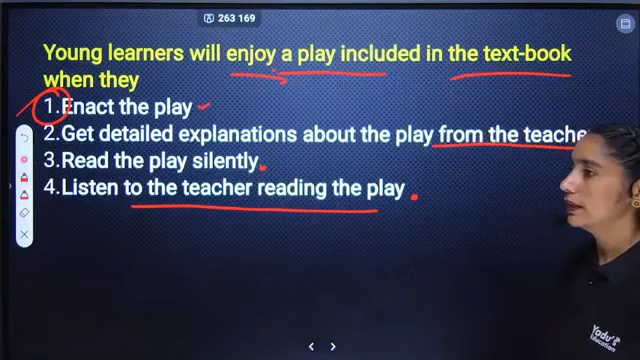 263 169
Young learners will enjoy a play included in the text-book
when they
1.Enact the play
2.Get detailed explanations about the play from the teache
3.Read the play silently
4.Listen to the teacher reading the play
Yadu's
Education